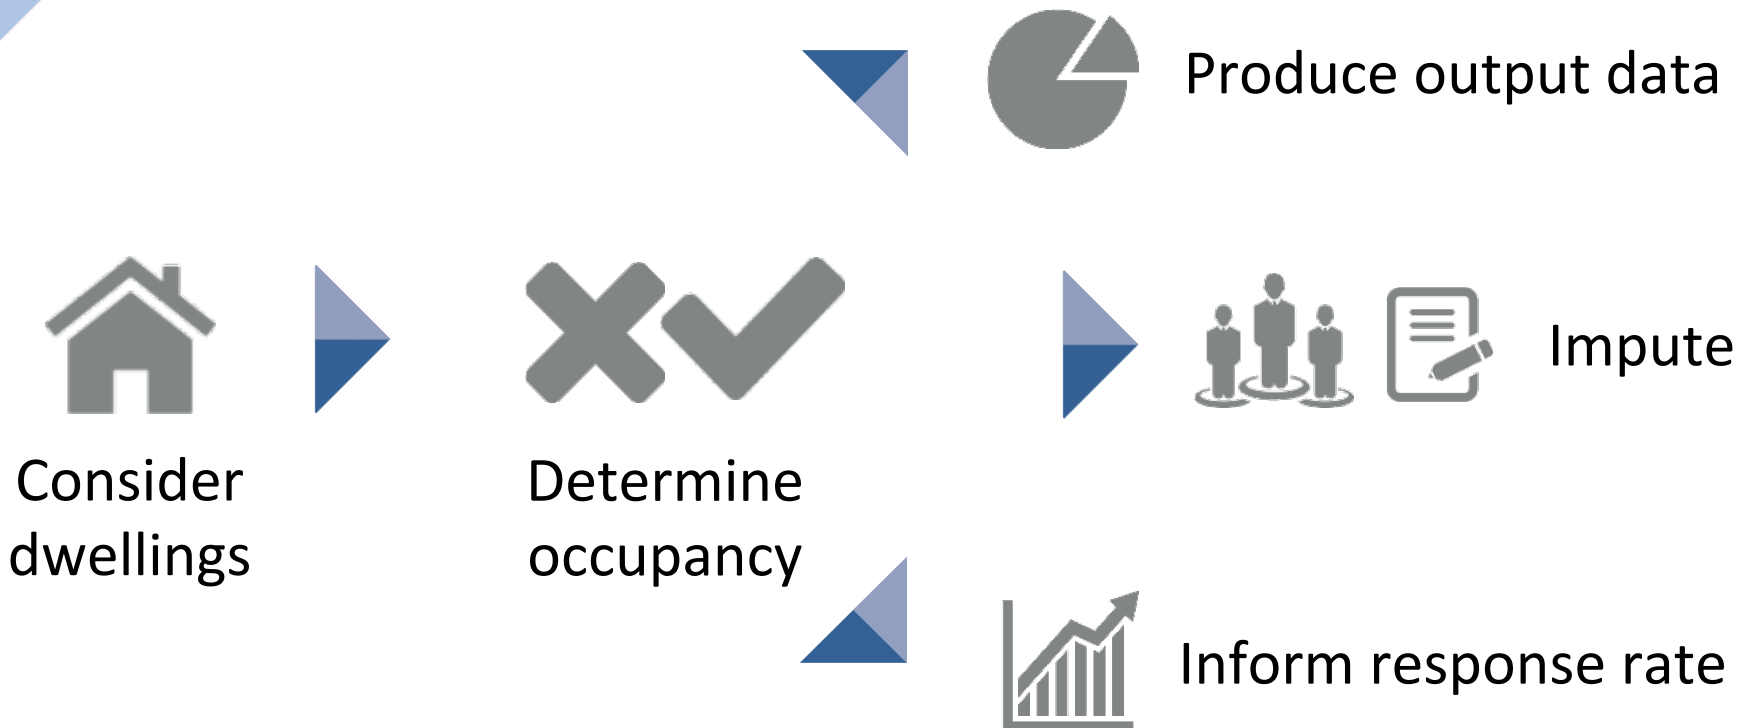 Produce output data
Impute
Consider
dwellings
Determine
occupancy
Inform response rate